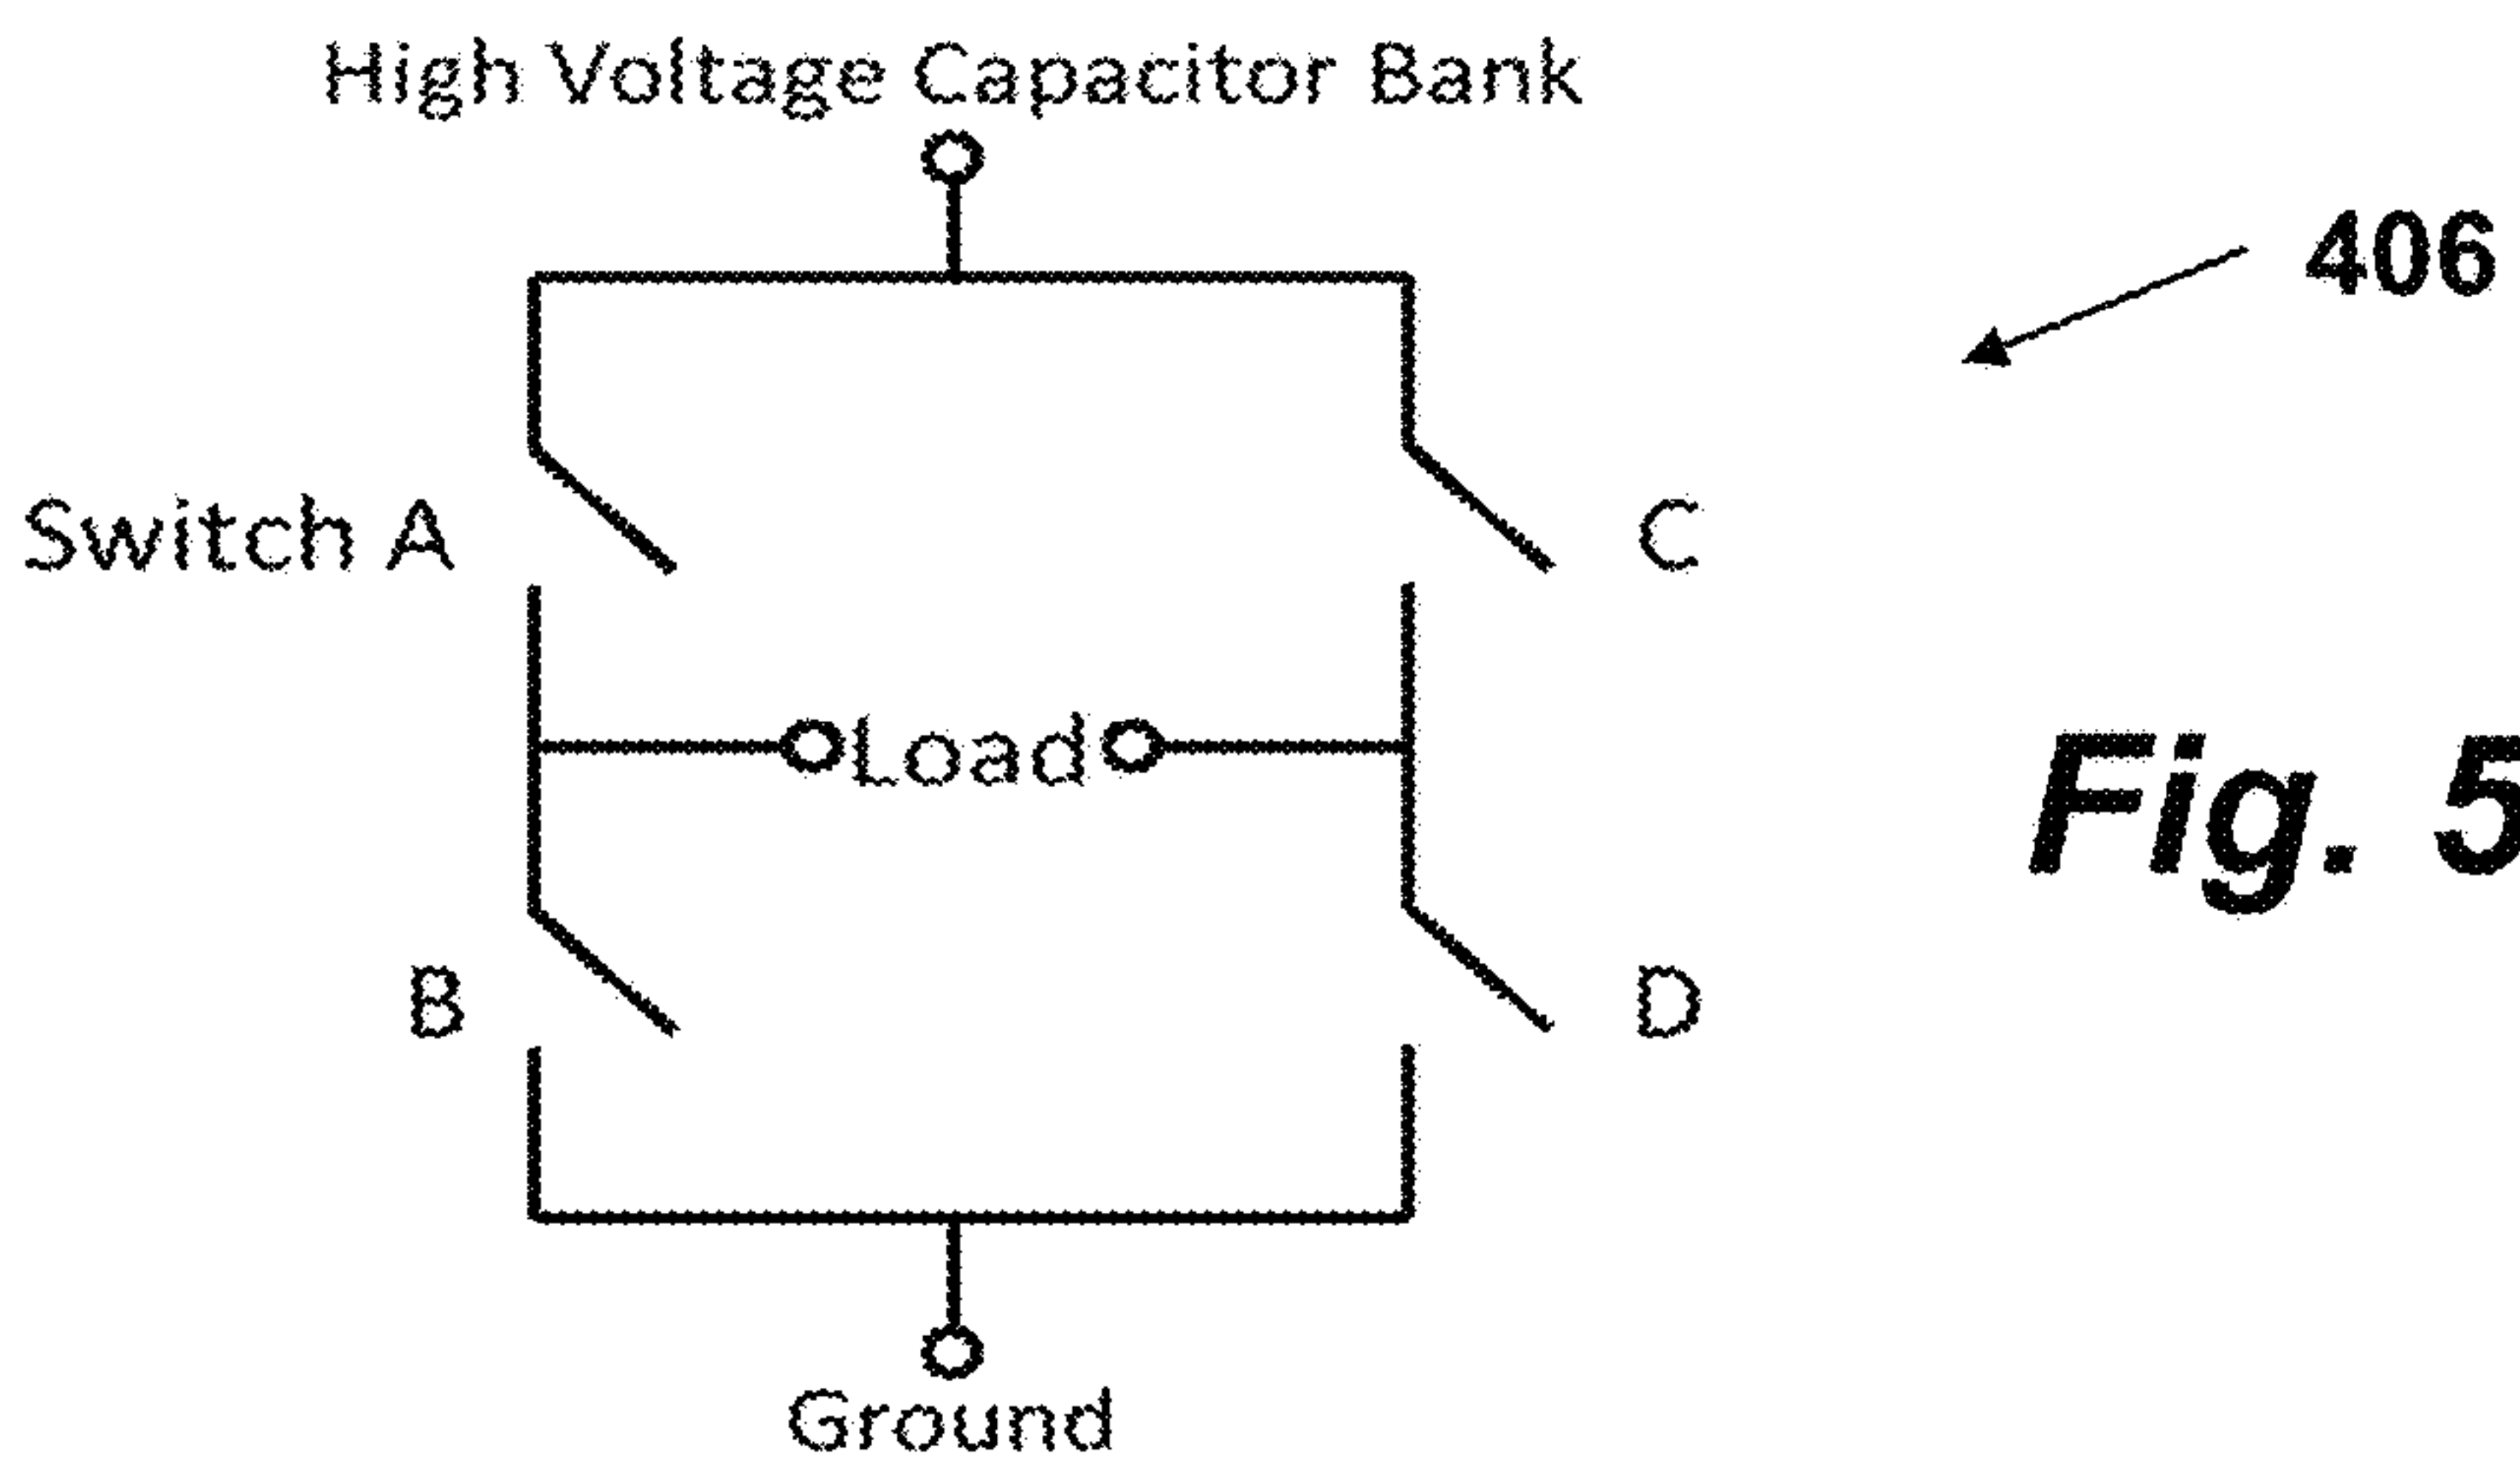 High Voltage Capacitor Bank
406
Switch A
C
Load
Fig. 5
B
D
Ground